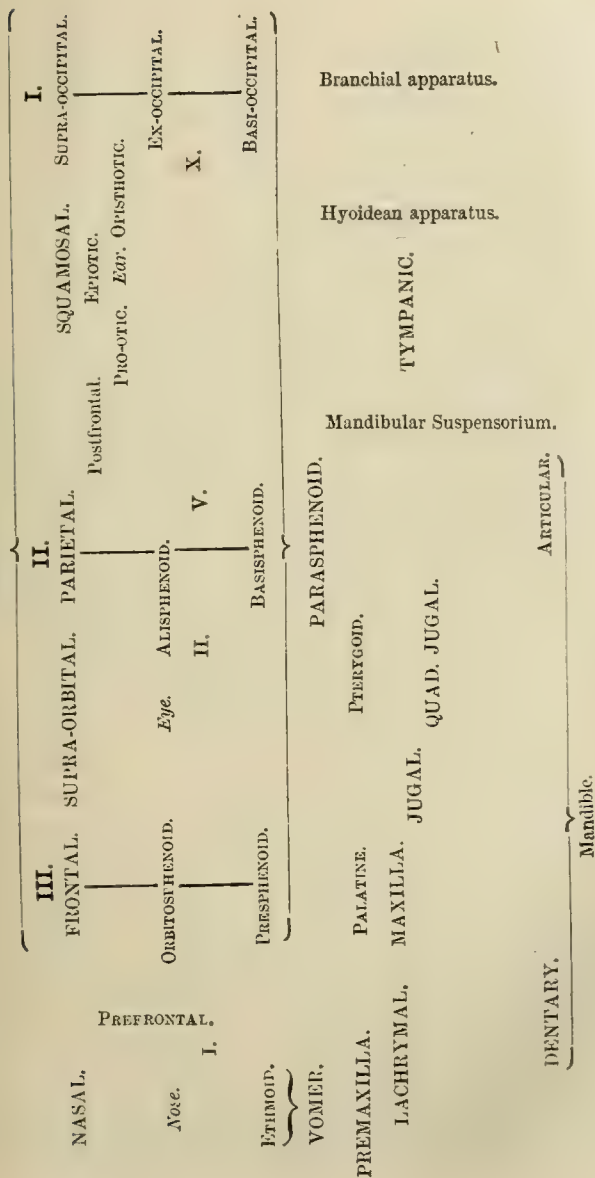 III. II. I.
NASAL. FRONTAL. SUPRA-ORBITAL. PARIETAL. SQUAMOSAL. SUPRA-OCCIPITAL.
Postfrontal. EPIOTIC.
PRO-OTIC. Ear. OPISTHOTIC.
PREFRONTAL.
Nose. ORBITOSPHENOID. Eye. ALISPHENOID. EX-OCCIPITAL.
I. II. V. X.
ETHMOID. PRESPHENOID. BASISPHENOID. BASI-OCCIPITAL.
VOMER. PARASPHENOID.
Mandibular Suspensorium.
Hyoidean apparatus.
Branchial apparatus.
PREMAXILLA. PALATINE. PTERYGOID.
LACHRYMAL. MAXILLA. TYMPANIC.
JUGAL. QUAD. JUGAL.
DENTARY. ARTICULAR.
Mandible.